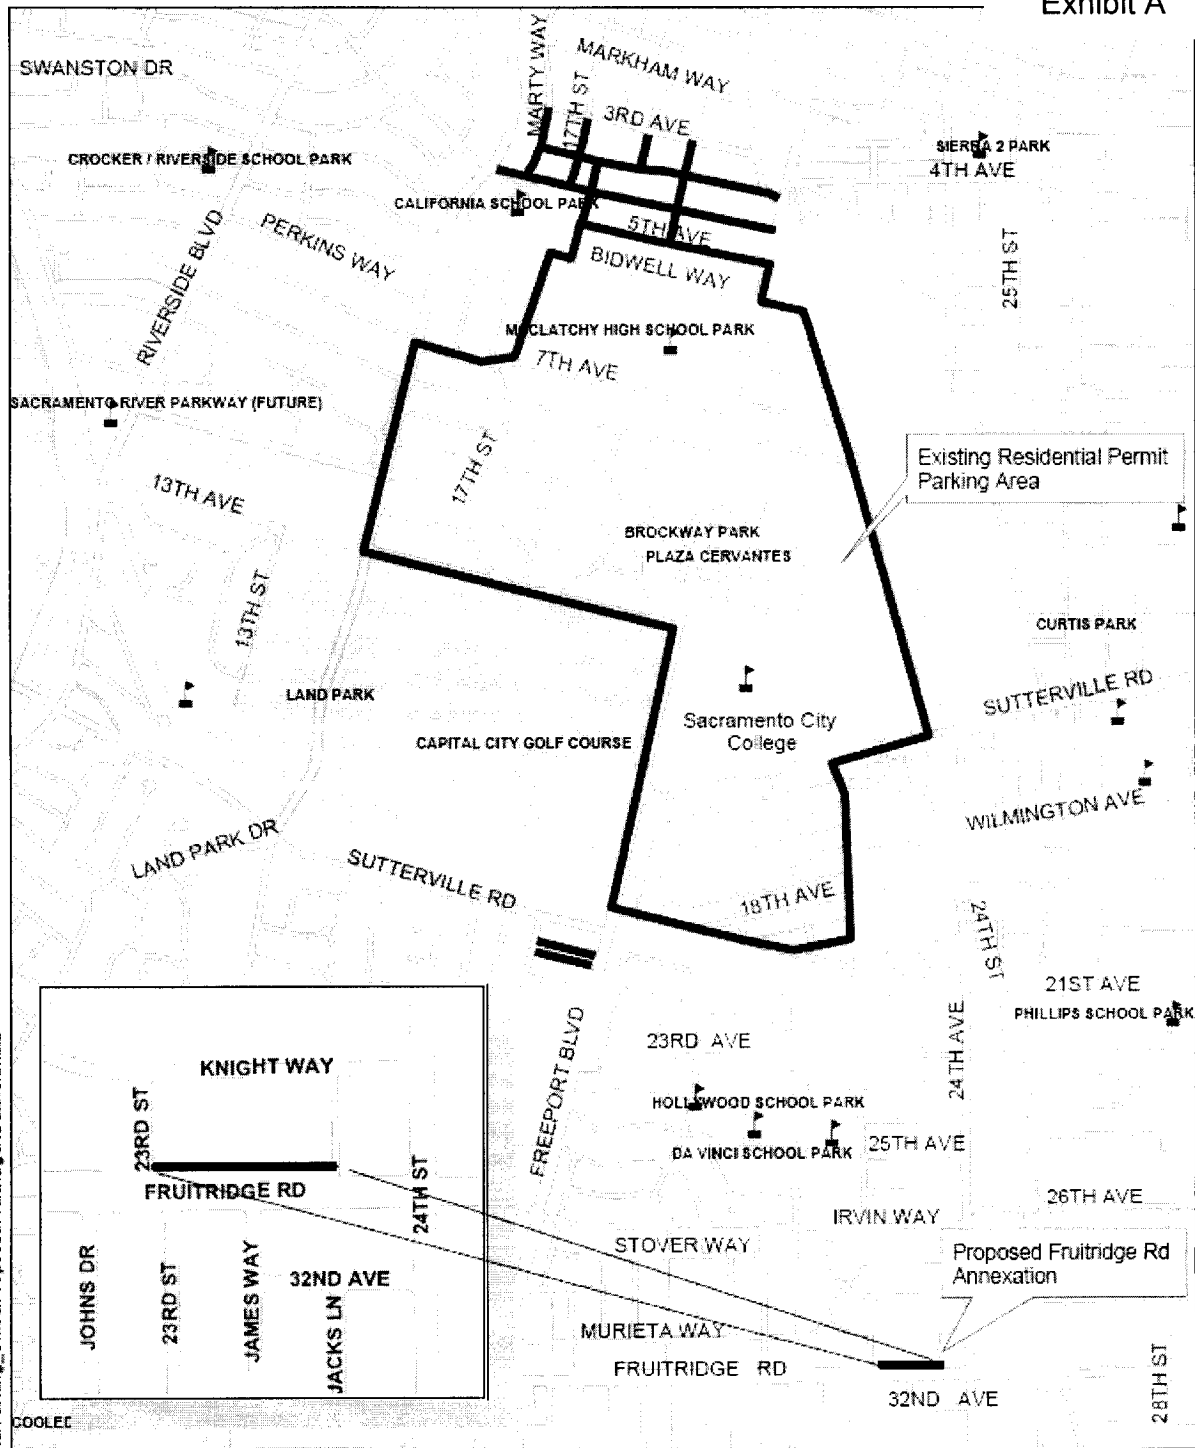 Exhibit A
SWANSTON DR
MARTY WAY
17TH ST
MARKHAM WAY
3RD AVE
CROCKER / RIVERSIDE SCHOOL PARK
SIERRA 2 PARK
4TH AVE
CALIFORNIA SCHOOL PARK
RIVERSIDE BLVD
PERKINS WAY
5TH AVE
BIDWELL WAY
25TH ST
MCCLATCHY HIGH SCHOOL PARK
7TH AVE
SACRAMENTO RIVER PARKWAY (FUTURE)
17TH ST
13TH AVE
Existing Residential Permit
Parking Area
BROCKWAY PARK
PLAZA CERVANTES
13TH ST
CURTIS PARK
LAND PARK
SUTTERVILLE RD
Sacramento City
College
CAPITAL CITY GOLF COURSE
WILMINGTON AVE
LAND PARK DR
SUTTERVILLE RD
18TH AVE
24TH ST
21ST AVE
PHILLIPS SCHOOL PARK
23RD AVE
24TH AVE
FREEPORT BLVD
HOLLYWOOD SCHOOL PARK
DA VINCI SCHOOL PARK
25TH AVE
26TH AVE
IRVIN WAY
STOVER WAY
Proposed Fruitridge Rd
Annexation
MURIETA WAY
FRUITRIDGE RD
32ND AVE
28TH ST
KNIGHT WAY
23RD ST
FRUITRIDGE RD
24TH ST
JOHNS DR
23RD ST
JAMES WAY
32ND AVE
JACKS LN
COOLEE